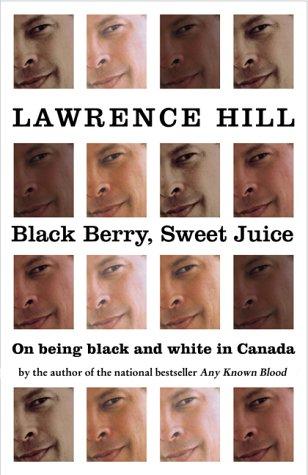 LAWRENCE HILL
Black Berry, Sweet Juice
On being black and white in Canada
by the author of the national bestseller Any Known Blood